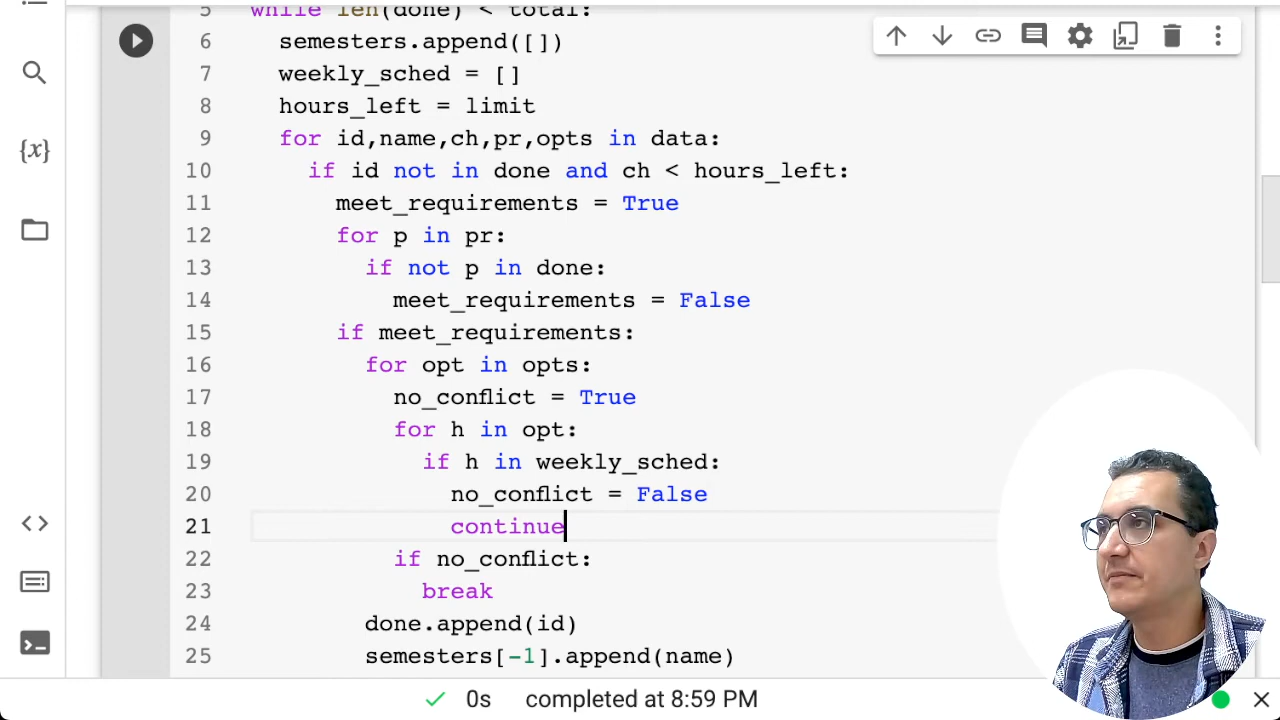 5 while len(done) < total:
6 semesters.append([])
7 weekly_sched = []
8 hours_left = limit
9 for id,name,ch,pr,opts in data:
10 if id not in done and ch < hours_left:
11 meet_requirements = True
12 for p in pr:
13 if not p in done:
14 meet_requirements = False
15 if meet_requirements:
16 for opt in opts:
17 no_conflict = True
18 for h in opt:
19 if h in weekly_sched:
20 no_conflict = False
21 continue
22 if no_conflict:
23 break
24 done.append(id)
25 semesters[-1].append(name)
{x}
0s completed at 8:59 PM